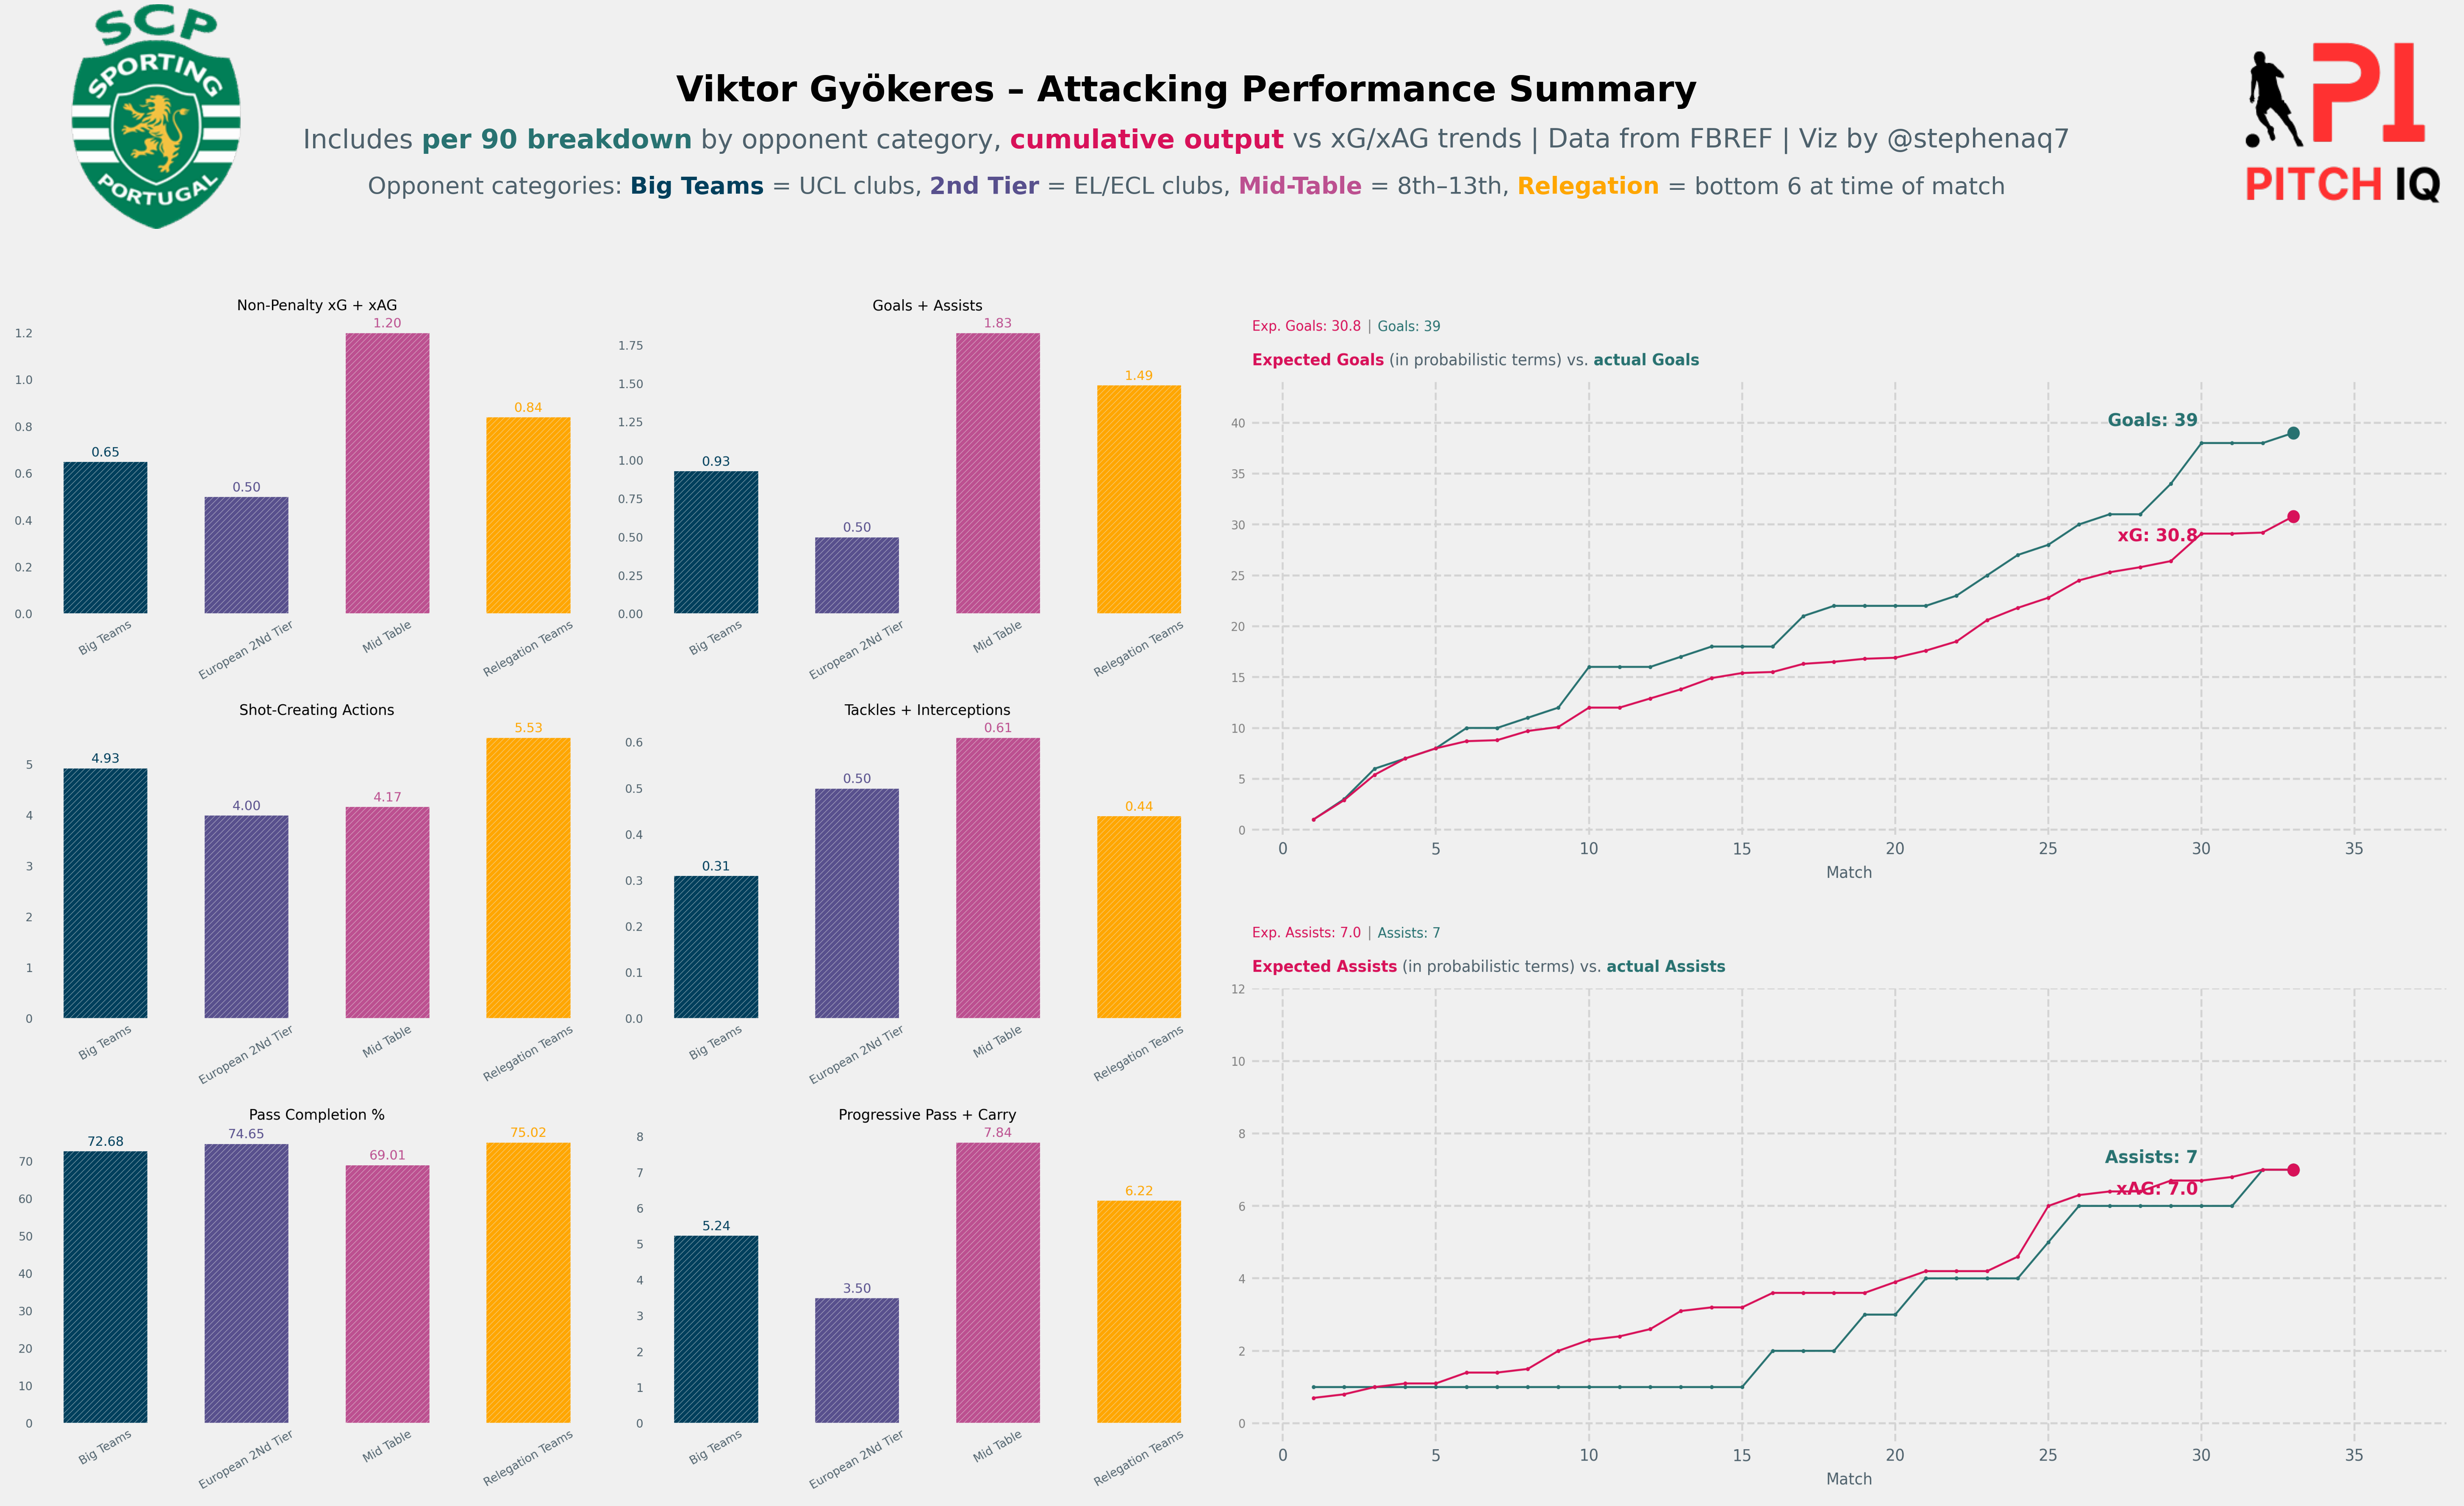 SCP
SPORTING
PORTUGAL
Viktor Gyökeres – Attacking Performance Summary
Includes per 90 breakdown by opponent category, cumulative output vs xG/xAG trends | Data from FBREF | Viz by @stephenaq7
Opponent categories: Big Teams = UCL clubs, 2nd Tier = EL/ECL clubs, Mid-Table = 8th–13th, Relegation = bottom 6 at time of match
PI
PITCH IQ
Non-Penalty xG + xAG
1.2
1.0
0.8
0.6
0.4
0.2
0.0
0.65
0.50
1.20
0.84
Big Teams
European 2Nd Tier
Mid Table
Relegation Teams
Goals + Assists
1.75
1.50
1.25
1.00
0.75
0.50
0.25
0.00
0.93
0.50
1.83
1.49
Big Teams
European 2Nd Tier
Mid Table
Relegation Teams
Shot-Creating Actions
5
4
3
2
1
0
4.93
4.00
4.17
5.53
Big Teams
European 2Nd Tier
Mid Table
Relegation Teams
Tackles + Interceptions
0.6
0.5
0.4
0.3
0.2
0.1
0.0
0.31
0.50
0.61
0.44
Big Teams
European 2Nd Tier
Mid Table
Relegation Teams
Pass Completion %
70
60
50
40
30
20
10
0
72.68
74.65
69.01
75.02
Big Teams
European 2Nd Tier
Mid Table
Relegation Teams
Progressive Pass + Carry
8
7
6
5
4
3
2
1
0
5.24
3.50
7.84
6.22
Big Teams
European 2Nd Tier
Mid Table
Relegation Teams
Exp. Goals: 30.8 | Goals: 39
Expected Goals (in probabilistic terms) vs. actual Goals
40
35
30
25
20
15
10
5
0
Goals: 39
xG: 30.8
0 5 10 15 20 25 30 35
Match
Exp. Assists: 7.0 | Assists: 7
Expected Assists (in probabilistic terms) vs. actual Assists
12
10
8
6
4
2
0
Assists: 7
xAG: 7.0
0 5 10 15 20 25 30 35
Match